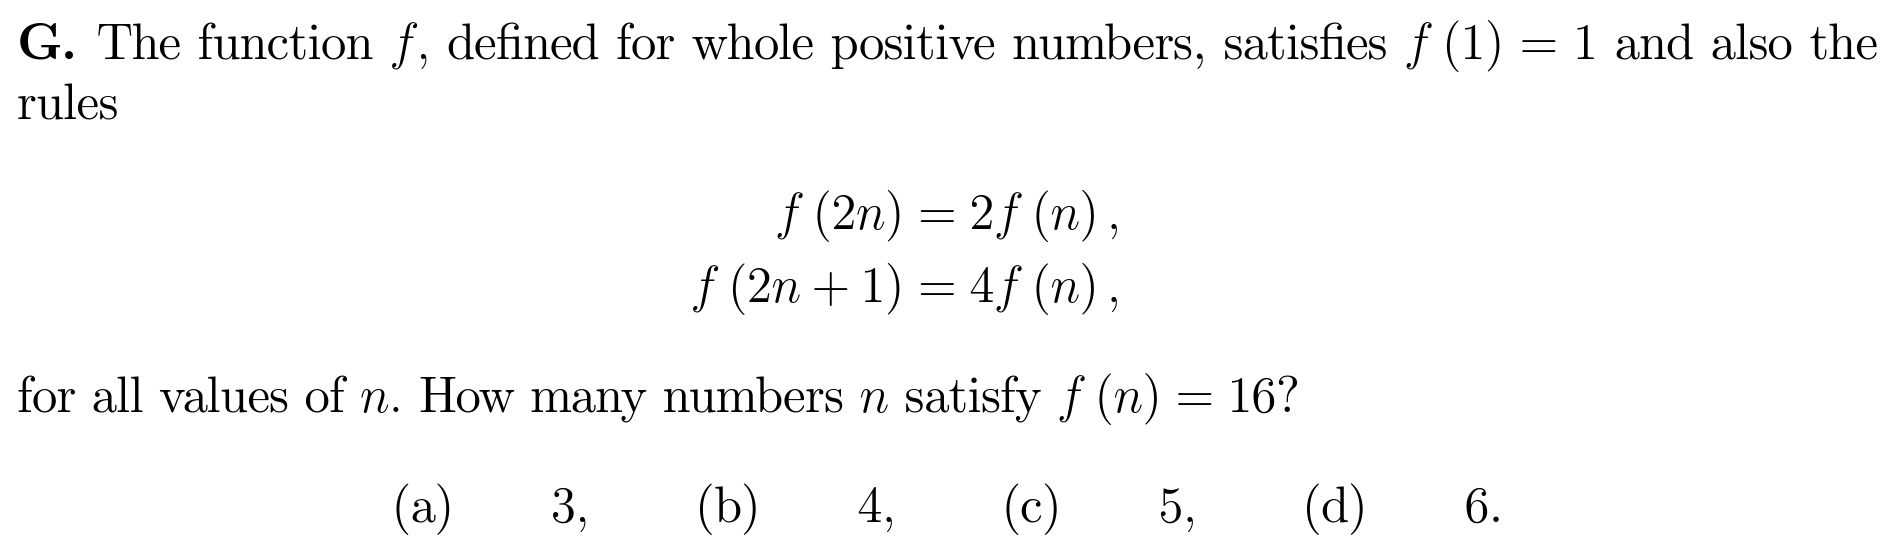 G. The function f, defined for whole positive numbers, satisfies f (1) = 1 and also the
rules
f (2n) = 2f (n) ,
f (2n + 1) = 4f (n) ,
for all values of n. How many numbers n satisfy f (n) = 16?
(a) 3, (b) 4, (c) 5, (d) 6.